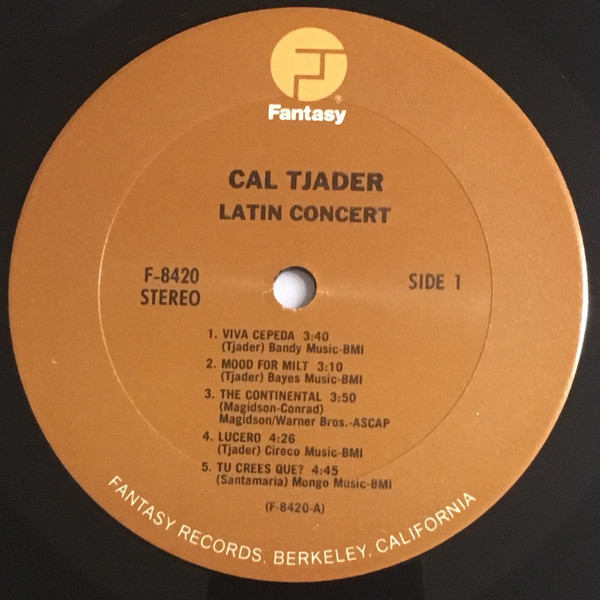 F
Fantasy®
CAL TJADER
LATIN CONCERT
F-8420
STEREO
SIDE 1
1. VIVA CEPEDA 3:40
(Tjader) Bandy Music-BMI
2. MOOD FOR MILT 3:10
(Tjader) Bayes Music-BMI
3. THE CONTINENTAL 3:50
(Magidson-Conrad)
Magidson/Warner Bros.-ASCAP
4. LUCERO 4:26
(Tjader) Cireco Music-BMI
5. TU CREES QUE? 4:45
(Santamaria) Mongo Music-BMI
(F-8420-A)
FANTASY RECORDS, BERKELEY, CALIFORNIA